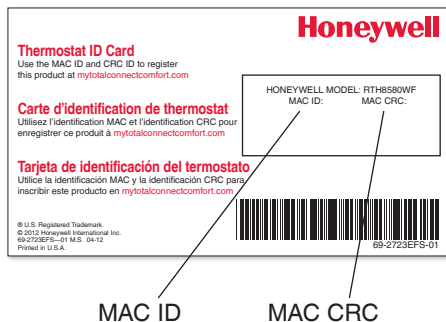 Honeywell
Thermostat ID Card
Use the MAC ID and CRC ID to register
this product at mytotalconnectcomfort.com
HONEYWELL MODEL: RTH8580WF
MAC ID: MAC CRC:
Carte d'identification de thermostat
Utilisez l'identification MAC et l'identification CRC pour
enregistrer ce produit à mytotalconnectcomfort.com
Tarjeta de identificación del termostato
Utilice la identificación MAC y la identificación CRC para
inscribir este producto en mytotalconnectcomfort.com
® U.S. Registered Trademark.
© 2012 Honeywell International Inc.
69-2723EFS—01 M.S. 04-12
Printed in U.S.A.
69-2723EFS-01
MAC ID
MAC CRC